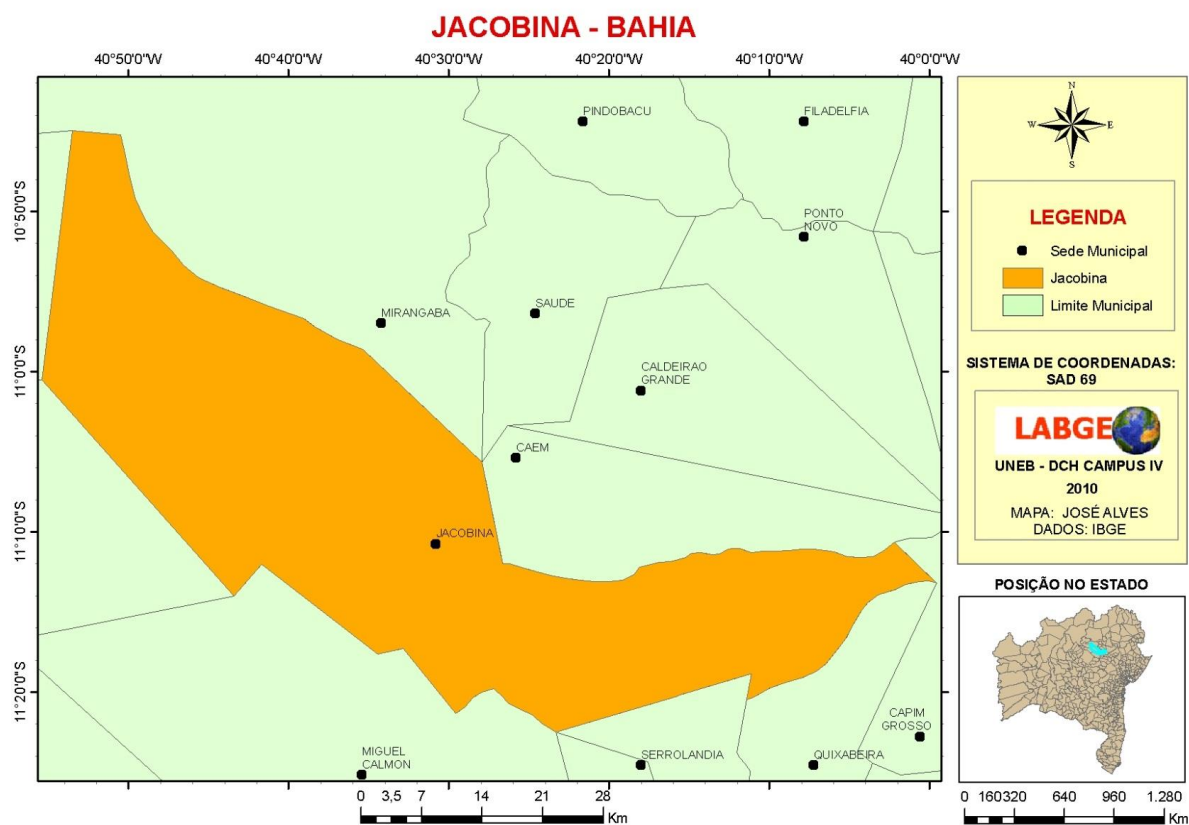 JACOBINA - BAHIA
40°50'0"W 40°40'0"W 40°30'0"W 40°20'0"W 40°10'0"W 40°0'0"W
10°50'0"S
11°0'0"S
11°10'0"S
11°20'0"S
PINDOBACU
FILADELFIA
PONTO
NOVO
MIRANGABA
SAUDE
CALDEIRAO
GRANDE
CAEM
JACOBINA
CAPIM
GROSSO
MIGUEL
CALMON
SERROLANDIA
QUIXABEIRA
0 3,5 7 14 21 28
Km
N
W E
S
LEGENDA
Sede Municipal
Jacobina
Limite Municipal
SISTEMA DE COORDENADAS:
SAD 69
LABGE
UNEB - DCH CAMPUS IV
2010
MAPA: JOSÉ ALVES
DADOS: IBGE
POSIÇÃO NO ESTADO
0 160 320 640 960 1.280
Km